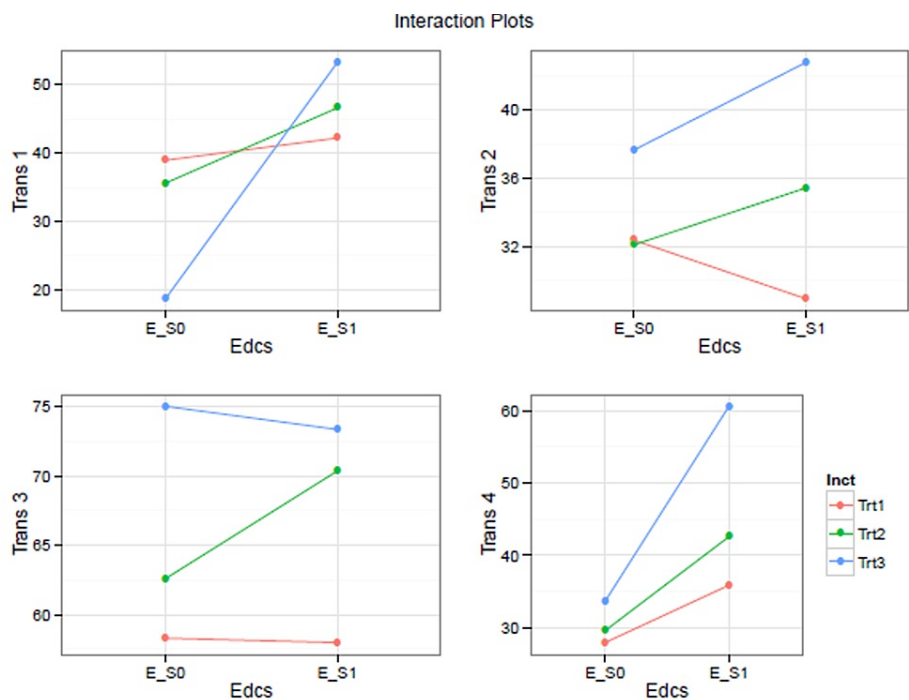 Interaction Plots
Trans 1
50
40
30
20
E_S0 E_S1
Edcs
Trans 2
40
36
32
E_S0 E_S1
Edcs
Trans 3
75
70
65
60
E_S0 E_S1
Edcs
Trans 4
60
50
40
30
E_S0 E_S1
Edcs
Inct
Trt1
Trt2
Trt3